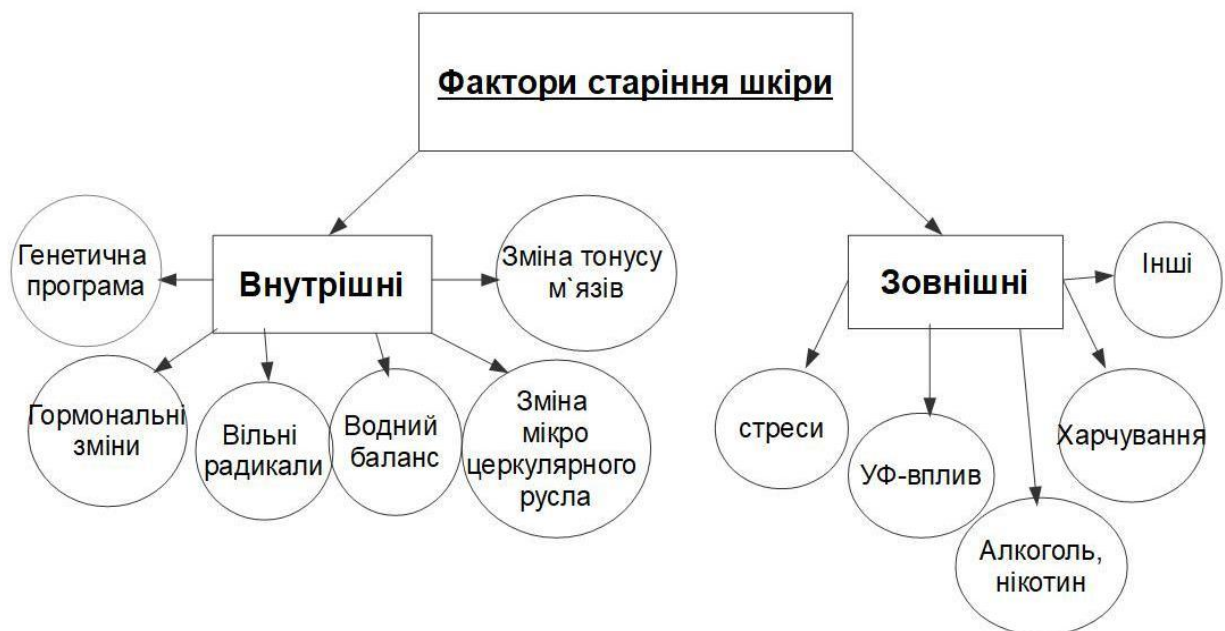 Фактори старіння шкіри
Внутрішні
Генетична
програма
Гормональні
зміни
Вільні
радикали
Водний
баланс
Зміна
мікро
церкулярного
русла
Зміна тонусу
м`язів
Зовнішні
стреси
УФ-вплив
Алкоголь,
нікотин
Харчування
Інші